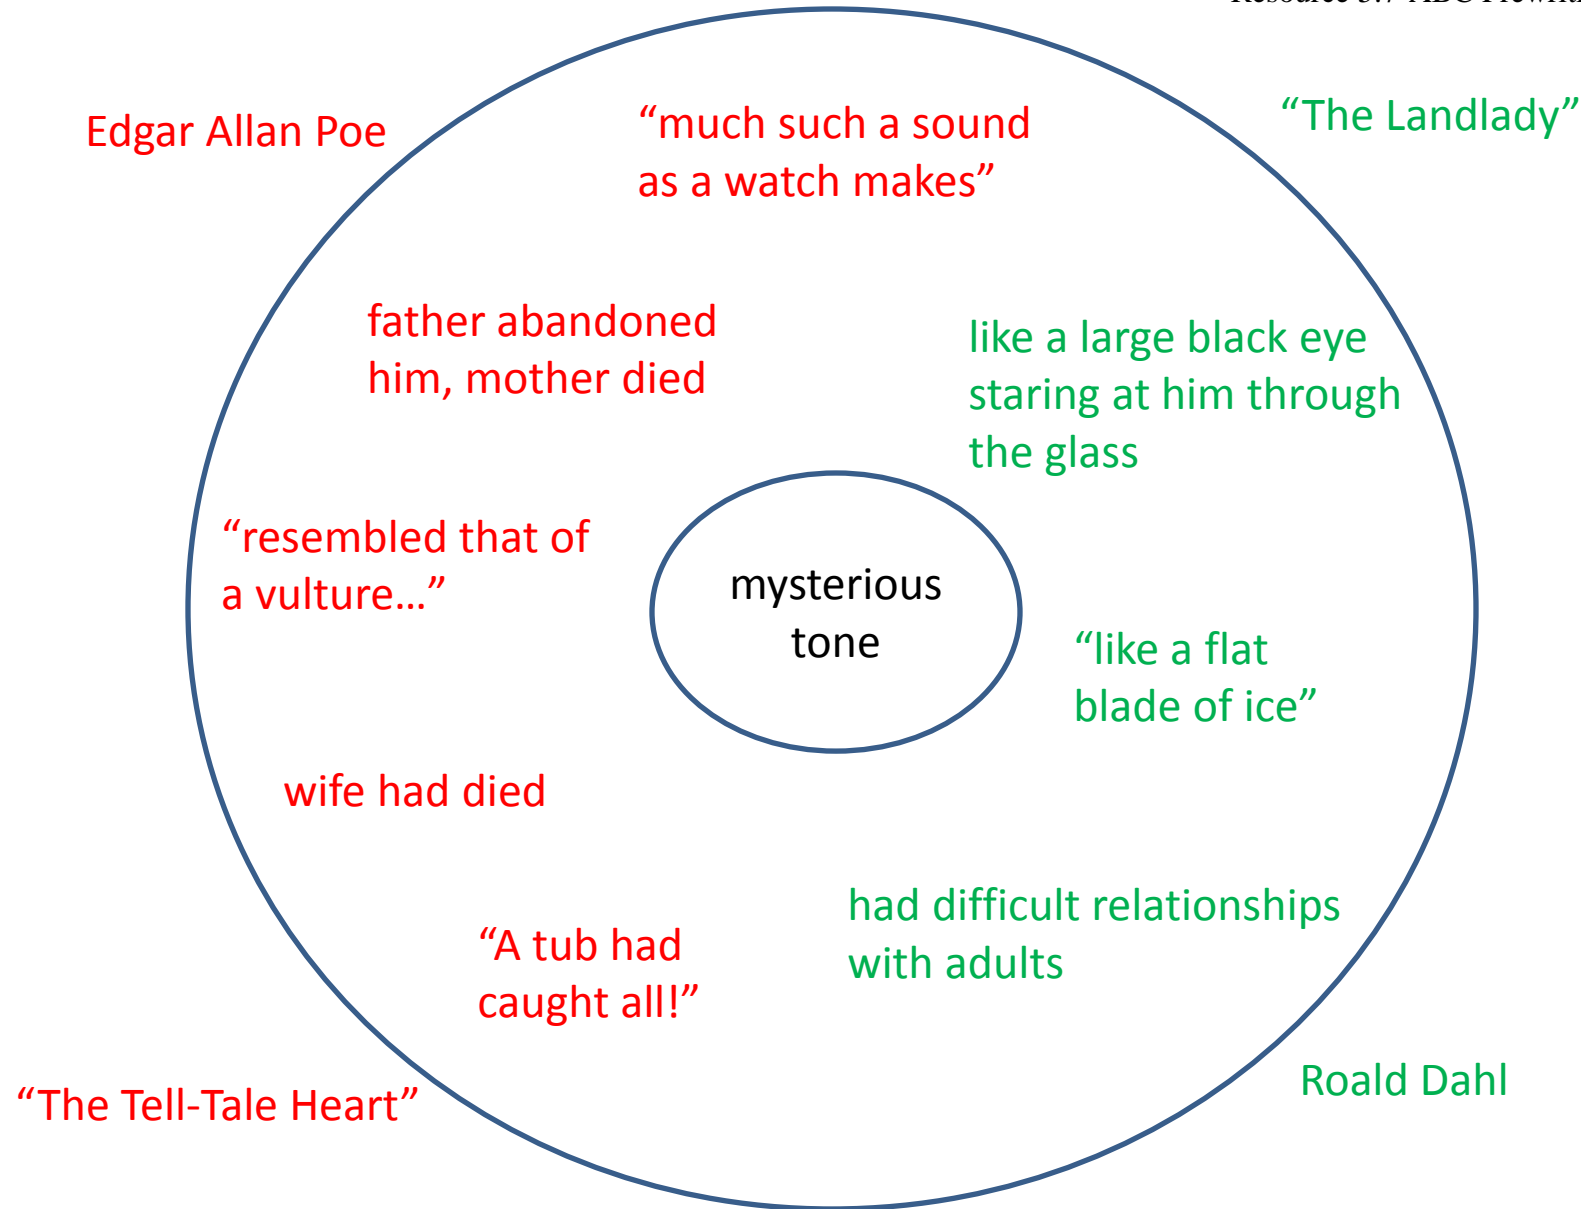 Edgar Allan Poe
“much such a sound
as a watch makes”
“The Landlady”
father abandoned
him, mother died
like a large black eye
staring at him through
the glass
“resembled that of
a vulture…”
mysterious
tone
“like a flat
blade of ice”
wife had died
had difficult relationships
with adults
“A tub had
caught all!”
“The Tell-Tale Heart”
Roald Dahl